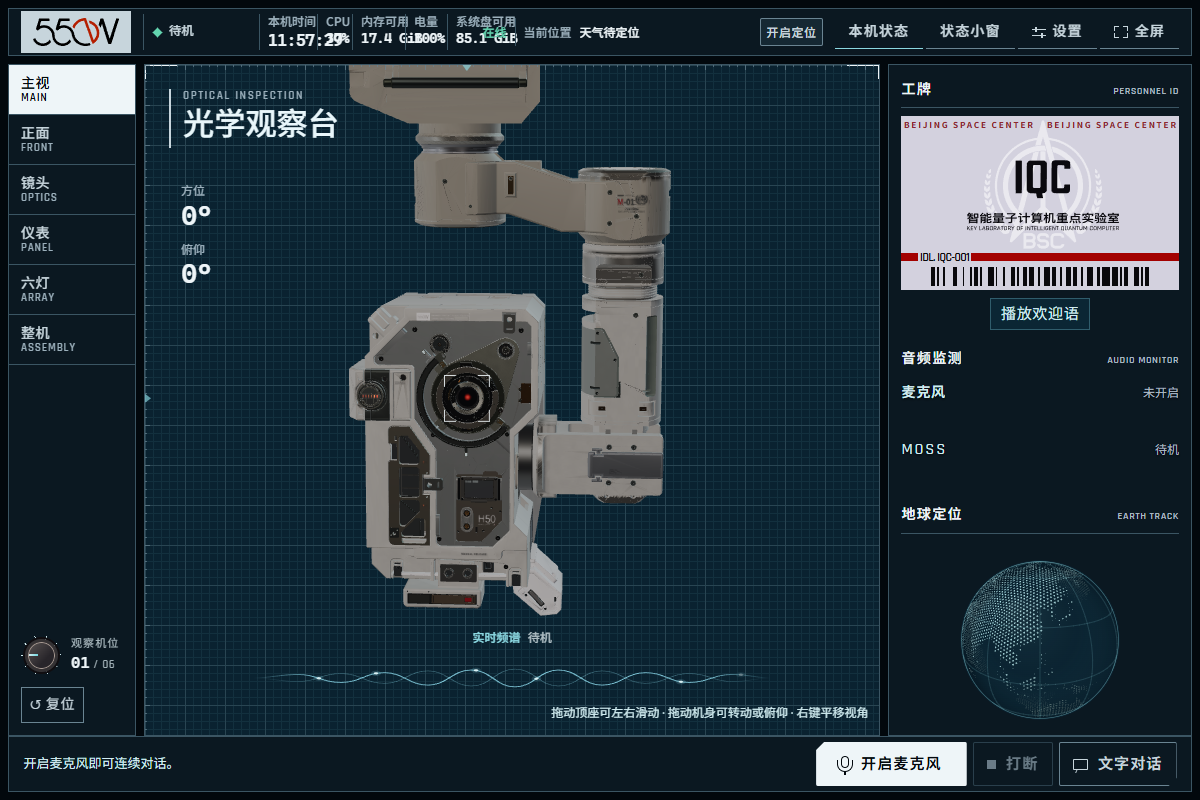 550W
待机
本机时间
11:57:29
CPU
内存可用
17.4 GiB
电量
100%
系统盘可用
85.1 GiB
在线
当前位置 天气待定位
开启定位
本机状态
状态小窗
设置
全屏
主视
MAIN
正面
FRONT
镜头
OPTICS
仪表
PANEL
六灯
ARRAY
整机
ASSEMBLY
观察机位
01 / 06
复位
OPTICAL INSPECTION
光学观察台
方位
0°
俯仰
0°
M-01
H50
实时频谱 待机
拖动顶座可左右滑动 · 拖动机身可转动或俯仰 · 右键平移视角
工牌
PERSONNEL ID
BEIJING SPACE CENTER BEIJING SPACE CENTER
IQC
智能量子计算机重点实验室
KEY LABORATORY OF INTELLIGENT QUANTUM COMPUTER
BSC
IDL. IQC-001
播放欢迎语
音频监测
AUDIO MONITOR
麦克风
未开启
MOSS
待机
地球定位
EARTH TRACK
开启麦克风即可连续对话。
开启麦克风
打断
文字对话